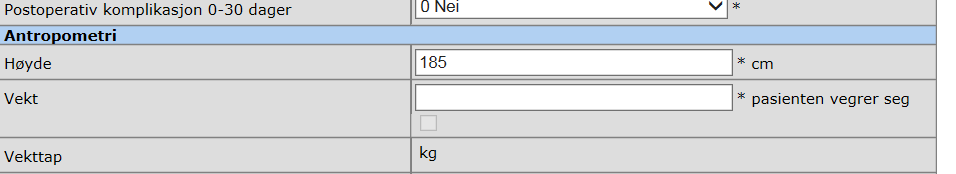 Postoperativ komplikasjon 0-30 dager 0 Nei *
Antropometri
Høyde 185 * cm
Vekt * pasienten vegrer seg
Vekttap kg